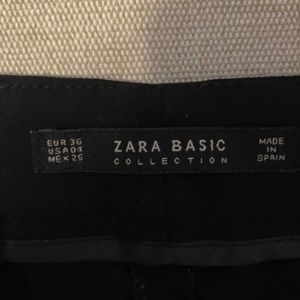 EUR 36
USA 04
MEX 26
ZARA BASIC
COLLECTION
MADE
IN
SPAIN